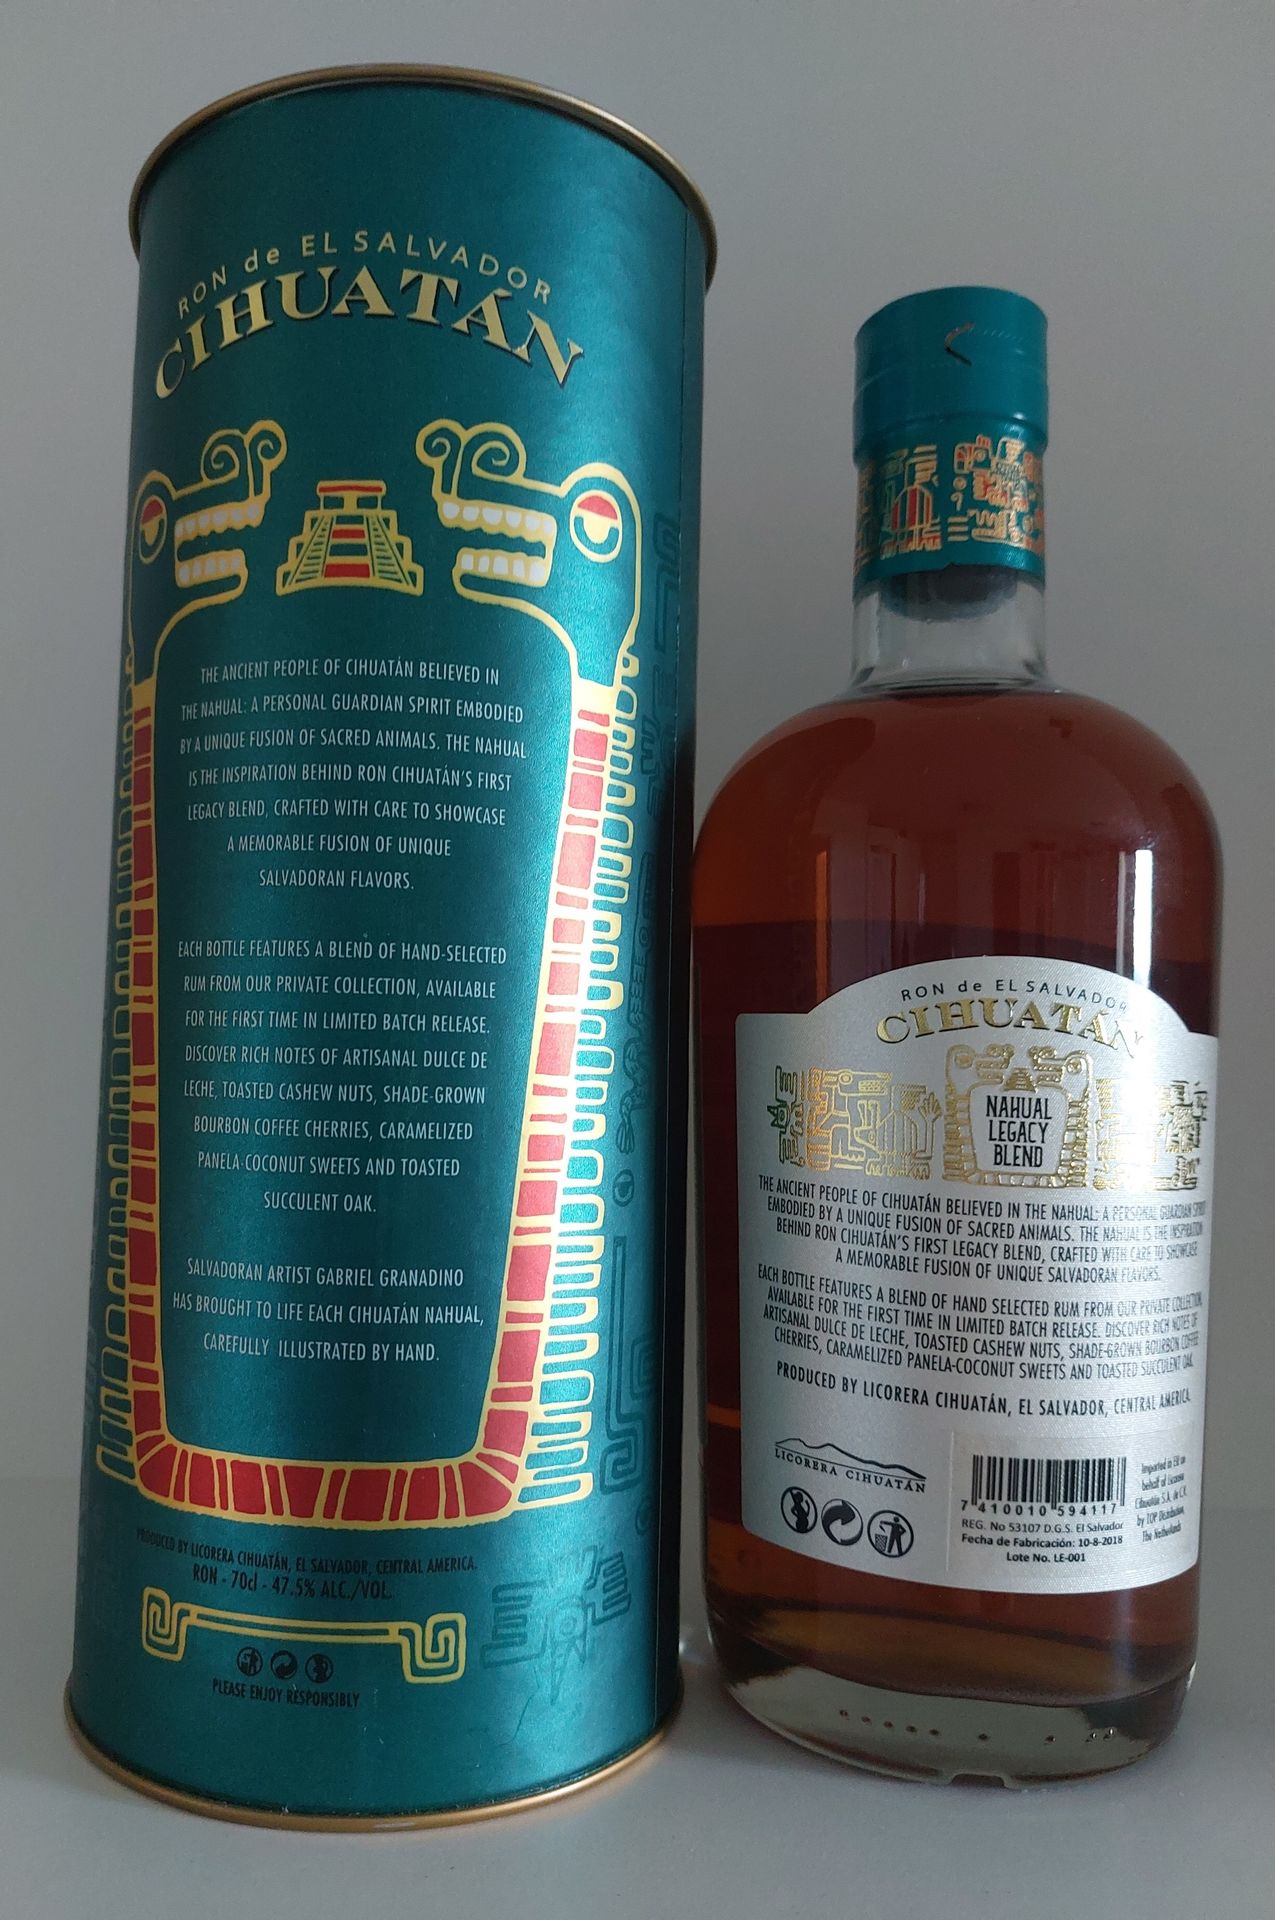 RON de EL SALVADOR
CIHUATÁN
THE ANCIENT PEOPLE OF CIHUATÁN BELIEVED IN
THE NAHUAL: A PERSONAL GUARDIAN SPIRIT EMBODIED
BY A UNIQUE FUSION OF SACRED ANIMALS. THE NAHUAL
IS THE INSPIRATION BEHIND RON CIHUATÁN'S FIRST
LEGACY BLEND, CRAFTED WITH CARE TO SHOWCASE
A MEMORABLE FUSION OF UNIQUE
SALVADORAN FLAVORS.
EACH BOTTLE FEATURES A BLEND OF HAND-SELECTED
RUM FROM OUR PRIVATE COLLECTION, AVAILABLE
FOR THE FIRST TIME IN LIMITED BATCH RELEASE.
DISCOVER RICH NOTES OF ARTISANAL DULCE DE
LECHE, TOASTED CASHEW NUTS, SHADE-GROWN
BOURBON COFFEE CHERRIES, CARAMELIZED
PANELA-COCONUT SWEETS AND TOASTED
SUCCULENT OAK.
SALVADORAN ARTIST GABRIEL GRANADINO
HAS BROUGHT TO LIFE EACH CIHUATÁN NAHUAL,
CAREFULLY ILLUSTRATED BY HAND.
PRODUCED BY LICORERA CIHUATÁN, EL SALVADOR, CENTRAL AMERICA.
RON - 70cl - 47.5% ALC./VOL.
PLEASE ENJOY RESPONSIBLY
RON de EL SALVADOR
CIHUATÁN
NAHUAL
LEGACY
BLEND
THE ANCIENT PEOPLE OF CIHUATÁN BELIEVED IN THE NAHUAL: A PERSONAL GUARDIAN SPIRIT
EMBODIED BY A UNIQUE FUSION OF SACRED ANIMALS. THE NAHUAL IS THE INSPIRATION
BEHIND RON CIHUATÁN'S FIRST LEGACY BLEND, CRAFTED WITH CARE TO SHOWCASE
A MEMORABLE FUSION OF UNIQUE SALVADORAN FLAVORS.
EACH BOTTLE FEATURES A BLEND OF HAND SELECTED RUM FROM OUR PRIVATE COLLECTION,
AVAILABLE FOR THE FIRST TIME IN LIMITED BATCH RELEASE. DISCOVER RICH NOTES OF
ARTISANAL DULCE DE LECHE, TOASTED CASHEW NUTS, SHADE-GROWN BOURBON COFFEE
CHERRIES, CARAMELIZED PANELA-COCONUT SWEETS AND TOASTED SUCCULENT OAK.
PRODUCED BY LICORERA CIHUATÁN, EL SALVADOR, CENTRAL AMERICA.
LICORERA CIHUATÁN
7 410010 594117
REG. No 53107 D.G.S. El Salvador
Fecha de Fabricación: 10-8-2018
Lote No. LE-001
Imported in EU on
behalf of Licorera
Cihuatán S.A. de C.V.
by TOP Distribution,
The Netherlands